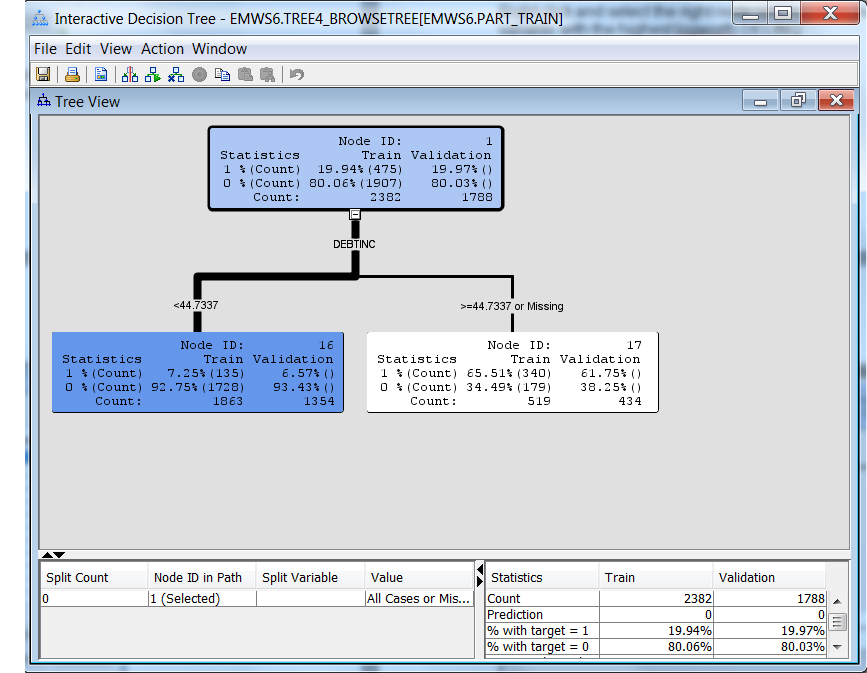 Interactive Decision Tree - EMWS6.TREE4_BROWSETREE[EMWS6.PART_TRAIN]
File Edit View Action Window
Tree View
Node ID: 1
Statistics Train Validation
1 %(Count) 19.94%(475) 19.97%()
0 %(Count) 80.06%(1907) 80.03%()
Count: 2382 1788
DEBTINC
<44.7337
>=44.7337 or Missing
Node ID: 16
Statistics Train Validation
1 %(Count) 7.25%(135) 6.57%()
0 %(Count) 92.75%(1728) 93.43%()
Count: 1863 1354
Node ID: 17
Statistics Train Validation
1 %(Count) 65.51%(340) 61.75%()
0 %(Count) 34.49%(179) 38.25%()
Count: 519 434
Split Count Node ID in Path Split Variable Value
0 1 (Selected) All Cases or Mis...
Statistics Train Validation
Count 2382 1788
Prediction 0 0
% with target = 1 19.94% 19.97%
% with target = 0 80.06% 80.03%